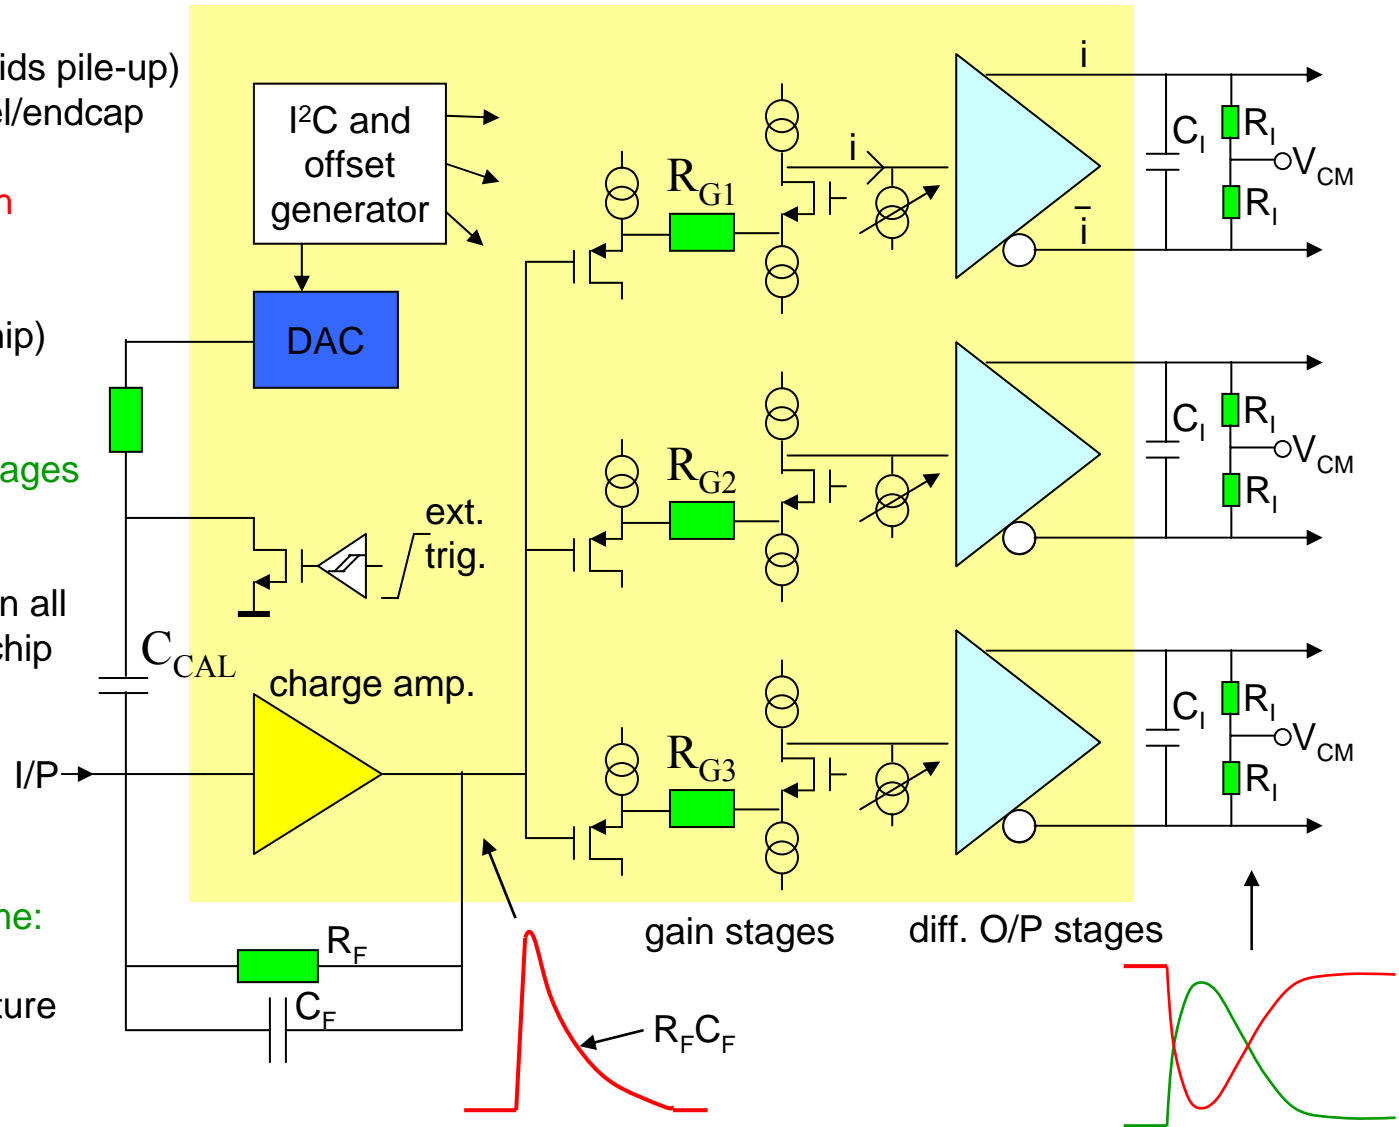 ids pile-up)
el/endcap
n
hip)
ages
n all
chip
ne:
ture
I²C and
offset
generator
DAC
ext.
trig.
C_CAL
charge amp.
I/P
R_F
C_F
R_FC_F
R_G1
R_G2
R_G3
gain stages
diff. O/P stages
i
i
i̅
C_I
R_I
V_CM
R_I
C_I
R_I
V_CM
R_I
C_I
R_I
V_CM
R_I